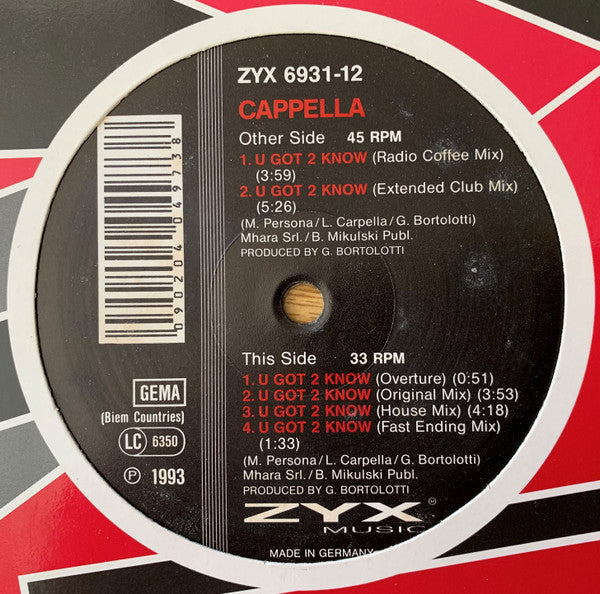 ZYX 6931-12
CAPPELLA
Other Side 45 RPM
1. U GOT 2 KNOW (Radio Coffee Mix)
(3:59)
2. U GOT 2 KNOW (Extended Club Mix)
(5:26)
(M. Persona/L. Carpella/G. Bortolotti)
Mhara Srl./B. Mikulski Publ.
PRODUCED BY G. BORTOLOTTI
This Side 33 RPM
1. U GOT 2 KNOW (Overture) (0:51)
2. U GOT 2 KNOW (Original Mix) (3:53)
3. U GOT 2 KNOW (House Mix) (4:18)
4. U GOT 2 KNOW (Fast Ending Mix)
(1:33)
(M. Persona/L. Carpella/G. Bortolotti)
Mhara Srl./B. Mikulski Publ.
PRODUCED BY G. BORTOLOTTI
ZYX®
MUSIC
MADE IN GERMANY
0 90204 04973 8
GEMA
(Biem Countries)
LC 6350
℗ 1993